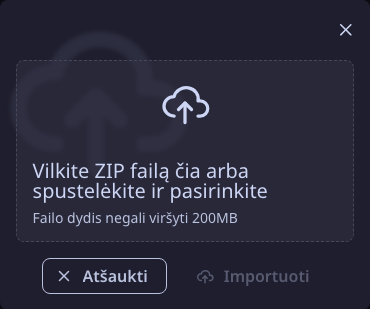 Vilkite ZIP failą čia arba
spustelėkite ir pasirinkite
Failo dydis negali viršyti 200MB
Atšaukti
Importuoti